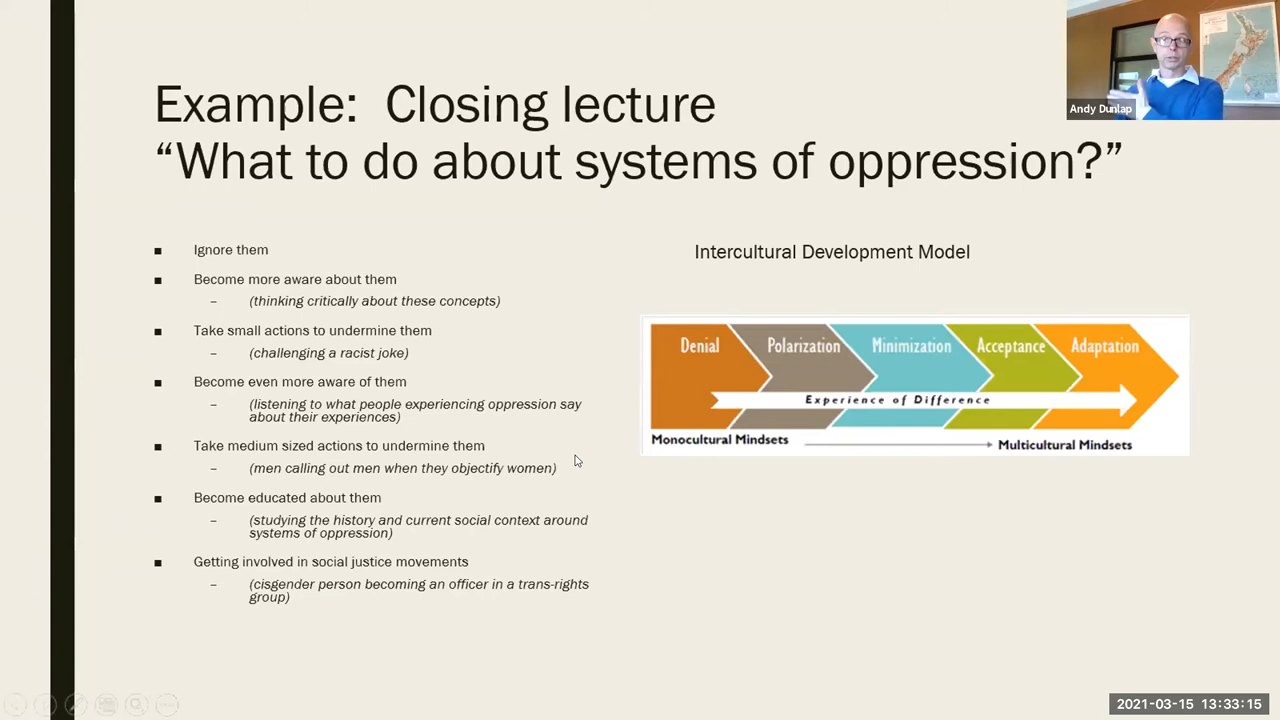 Example: Closing lecture
“What to do about systems of oppression?”
Andy Dunlap
■ Ignore them
■ Become more aware about them
– (thinking critically about these concepts)
■ Take small actions to undermine them
– (challenging a racist joke)
■ Become even more aware of them
– (listening to what people experiencing oppression say
about their experiences)
■ Take medium sized actions to undermine them
– (men calling out men when they objectify women)
■ Become educated about them
– (studying the history and current social context around
systems of oppression)
■ Getting involved in social justice movements
– (cisgender person becoming an officer in a trans-rights
group)
Intercultural Development Model
Denial Polarization Minimization Acceptance Adaptation
Experience of Difference
Monocultural Mindsets Multicultural Mindsets
2021-03-15 13:33:15